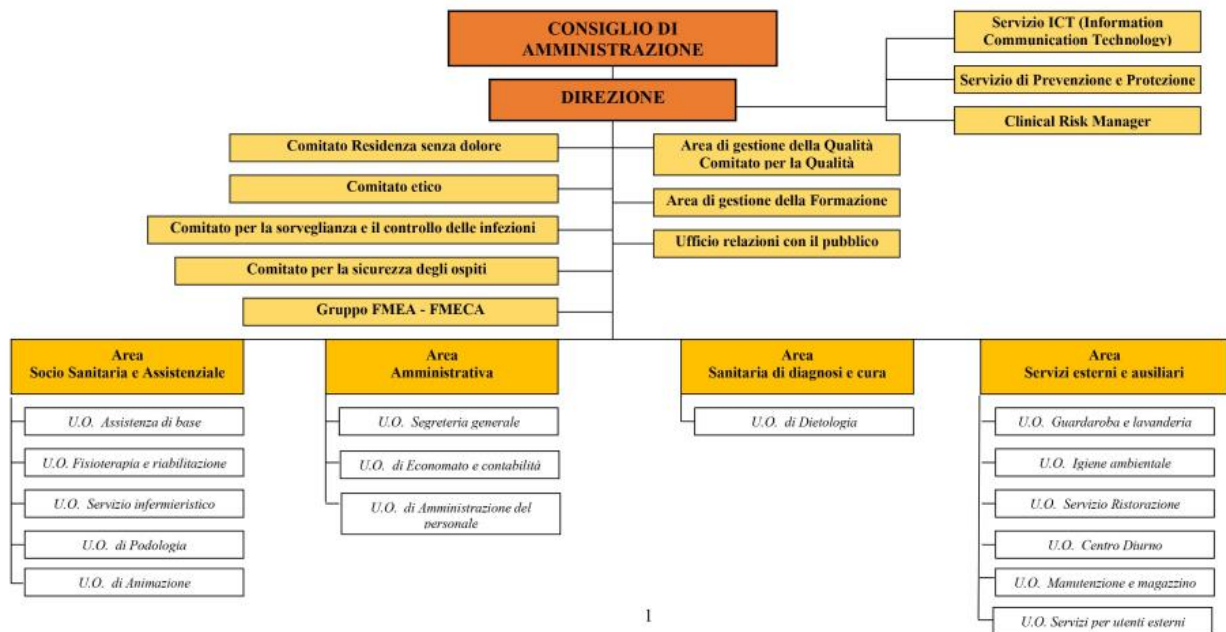 CONSIGLIO DI
AMMINISTRAZIONE
DIREZIONE
Servizio ICT (Information
Communication Technology)
Servizio di Prevenzione e Protezione
Clinical Risk Manager
Comitato Residenza senza dolore
Comitato etico
Comitato per la sorveglianza e il controllo delle infezioni
Comitato per la sicurezza degli ospiti
Gruppo FMEA - FMECA
Area di gestione della Qualità
Comitato per la Qualità
Area di gestione della Formazione
Ufficio relazioni con il pubblico
Area
Socio Sanitaria e Assistenziale
U.O. Assistenza di base
U.O. Fisioterapia e riabilitazione
U.O. Servizio infermieristico
U.O. di Podologia
U.O. di Animazione
Area
Amministrativa
U.O. Segreteria generale
U.O. di Economato e contabilità
U.O. di Amministrazione del
personale
Area
Sanitaria di diagnosi e cura
U.O. di Dietologia
Area
Servizi esterni e ausiliari
U.O. Guardaroba e lavanderia
U.O. Igiene ambientale
U.O. Servizio Ristorazione
U.O. Centro Diurno
U.O. Manutenzione e magazzino
U.O. Servizi per utenti esterni
1